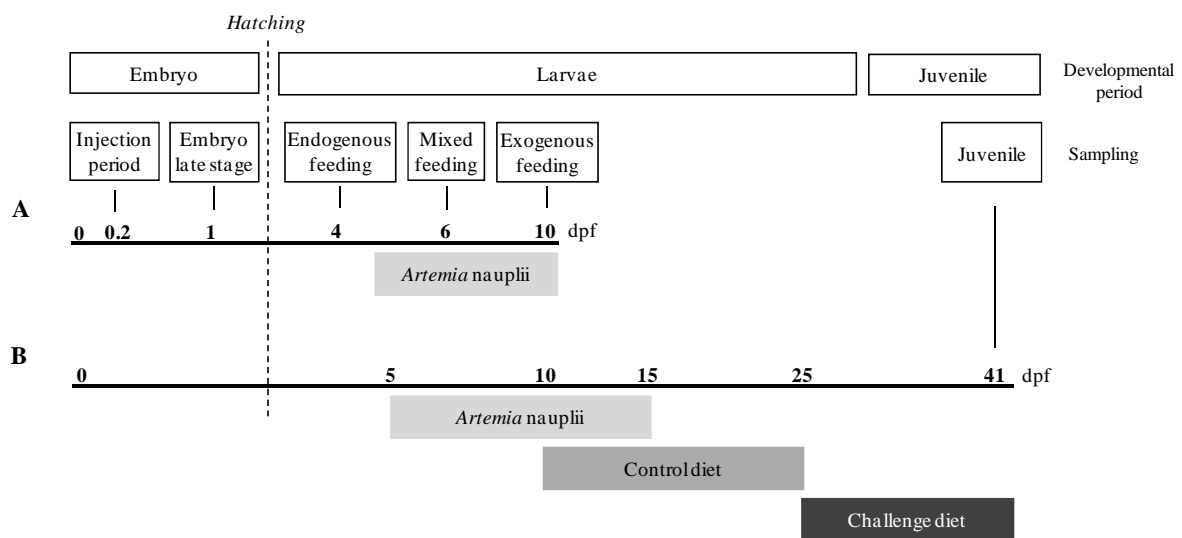 Hatching
Embryo
Larvae
Juvenile
Developmental
period
Injection
period
Embryo
late stage
Endogenous
feeding
Mixed
feeding
Exogenous
feeding
Juvenile
Sampling
A
0 0.2 1 4 6 10 dpf
Artemia nauplii
B
0 5 10 15 25 41 dpf
Artemia nauplii
Control diet
Challenge diet